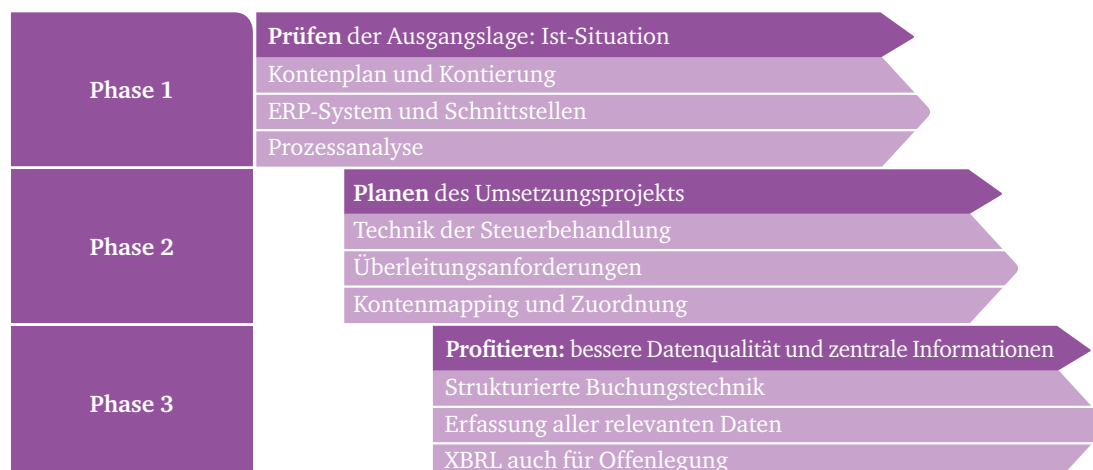 Phase 1
Prüfen der Ausgangslage: Ist-Situation
Kontenplan und Kontierung
ERP-System und Schnittstellen
Prozessanalyse
Phase 2
Planen des Umsetzungsprojekts
Technik der Steuerbehandlung
Überleitungsanforderungen
Kontenmapping und Zuordnung
Phase 3
Profitieren: bessere Datenqualität und zentrale Informationen
Strukturierte Buchungstechnik
Erfassung aller relevanten Daten
XBRL auch für Offenlegung